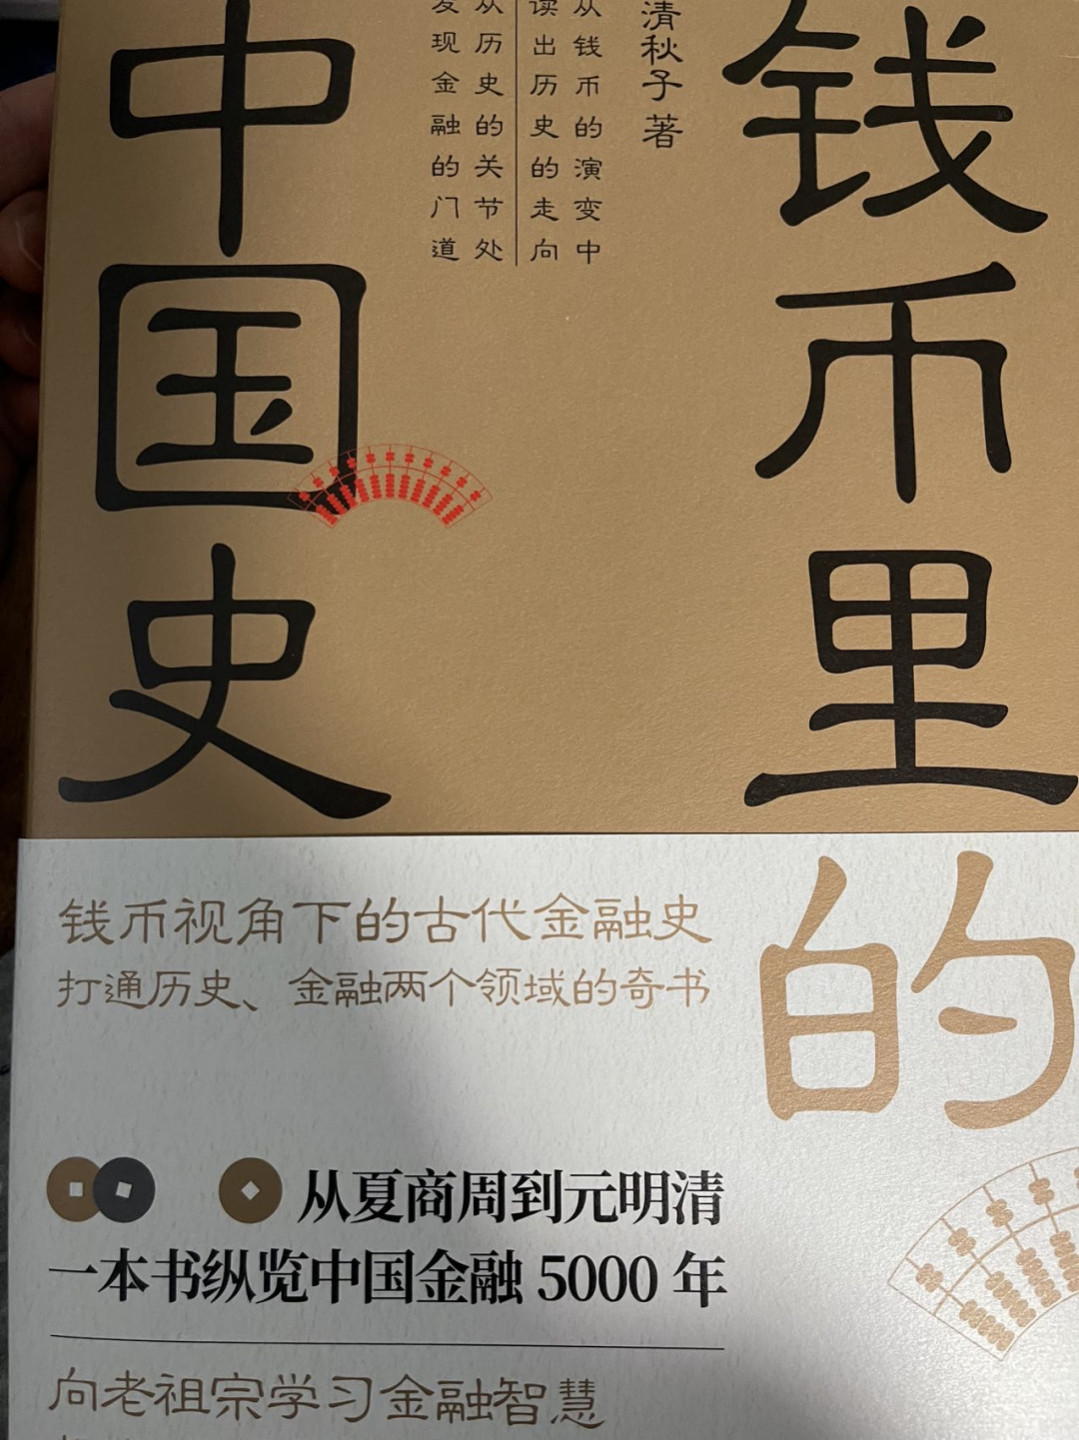 钱币里的
中国史
清秋子著
从钱币的演变中
读出历史的走向
从历史的关节处
发现金融的门道
钱币视角下的古代金融史
打通历史、金融两个领域的奇书
从夏商周到元明清
一本书纵览中国金融5000年
向老祖宗学习金融智慧